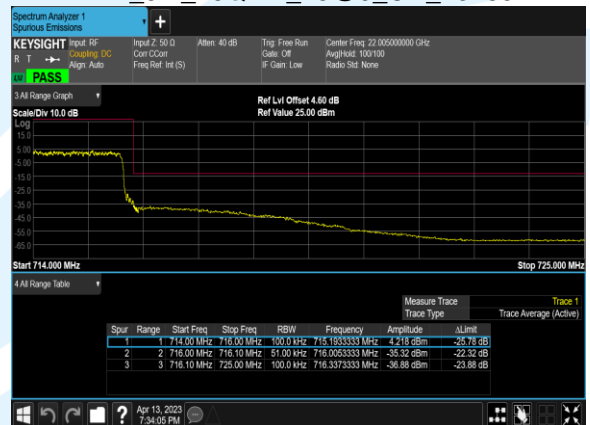 Spectrum Analyzer 1
Spurious Emissions
+
KEYSIGHT Input: RF Input Z: 50 Ω Atten: 40 dB Trig: Free Run Center Freq: 22.005000000 GHz
R T Coupling: DC Corr CCorr Gate: Off Avg|Hold: 100/100
Align: Auto Freq Ref: Int (S) IF Gain: Low Radio Std: None
PASS
3 All Range Graph
Ref Lvl Offset 4.60 dB
Scale/Div 10.0 dB Ref Value 25.00 dBm
Log
15.0
5.00
-5.00
-15.0
-25.0
-35.0
-45.0
-55.0
-65.0
Start 714.000 MHz Stop 725.000 MHz
4 All Range Table
Measure Trace Trace 1
Trace Type Trace Average (Active)
Spur Range Start Freq Stop Freq RBW Frequency Amplitude ΔLimit
1 1 714.00 MHz 716.00 MHz 100.0 kHz 715.1933333 MHz 4.218 dBm -25.78 dB
2 2 716.00 MHz 716.10 MHz 51.00 kHz 716.0053333 MHz -35.32 dBm -22.32 dB
3 3 716.10 MHz 725.00 MHz 100.0 kHz 716.3373333 MHz -36.88 dBm -23.88 dB
? Apr 13, 2023
7:34:05 PM